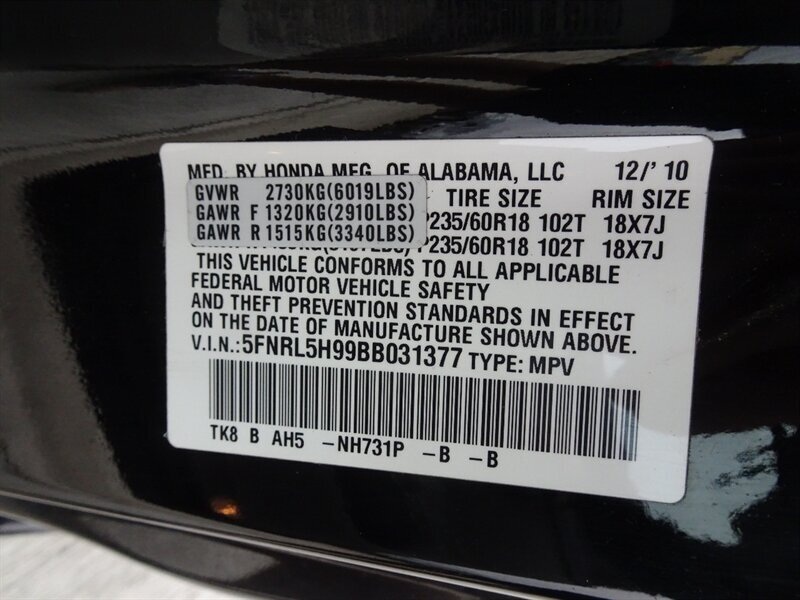 MFD. BY HONDA MFG. OF ALABAMA, LLC 12/' 10
GVWR 2730KG(6019LBS) TIRE SIZE RIM SIZE
GAWR F 1320KG(2910LBS) P235/60R18 102T 18X7J
GAWR R 1515KG(3340LBS) P235/60R18 102T 18X7J
THIS VEHICLE CONFORMS TO ALL APPLICABLE
FEDERAL MOTOR VEHICLE SAFETY
AND THEFT PREVENTION STANDARDS IN EFFECT
ON THE DATE OF MANUFACTURE SHOWN ABOVE.
V.I.N.:5FNRL5H99BB031377 TYPE: MPV
TK8 B AH5 -NH731P -B -B